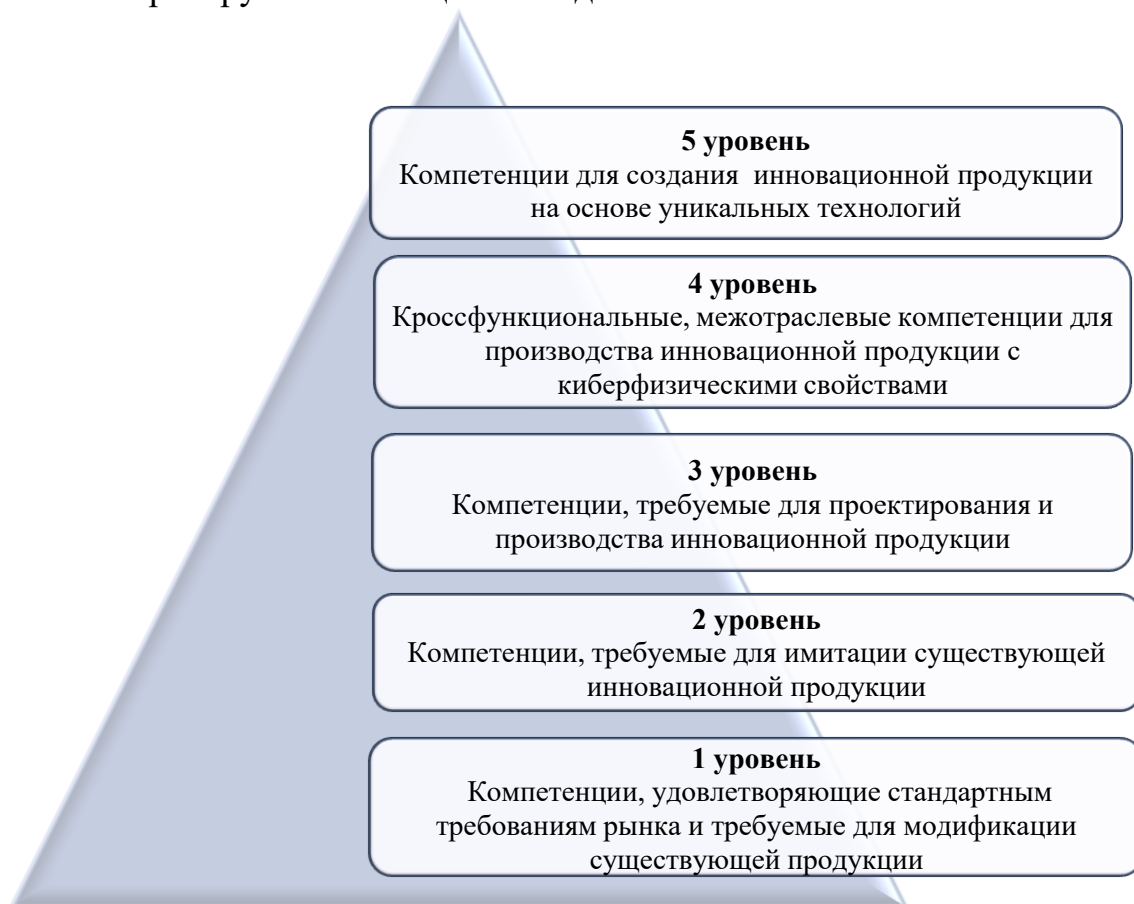 5 уровень
Компетенции для создания инновационной продукции
на основе уникальных технологий
4 уровень
Кроссфункциональные, межотраслевые компетенции для
производства инновационной продукции с
киберфизическими свойствами
3 уровень
Компетенции, требуемые для проектирования и
производства инновационной продукции
2 уровень
Компетенции, требуемые для имитации существующей
инновационной продукции
1 уровень
Компетенции, удовлетворяющие стандартным
требованиям рынка и требуемые для модификации
существующей продукции